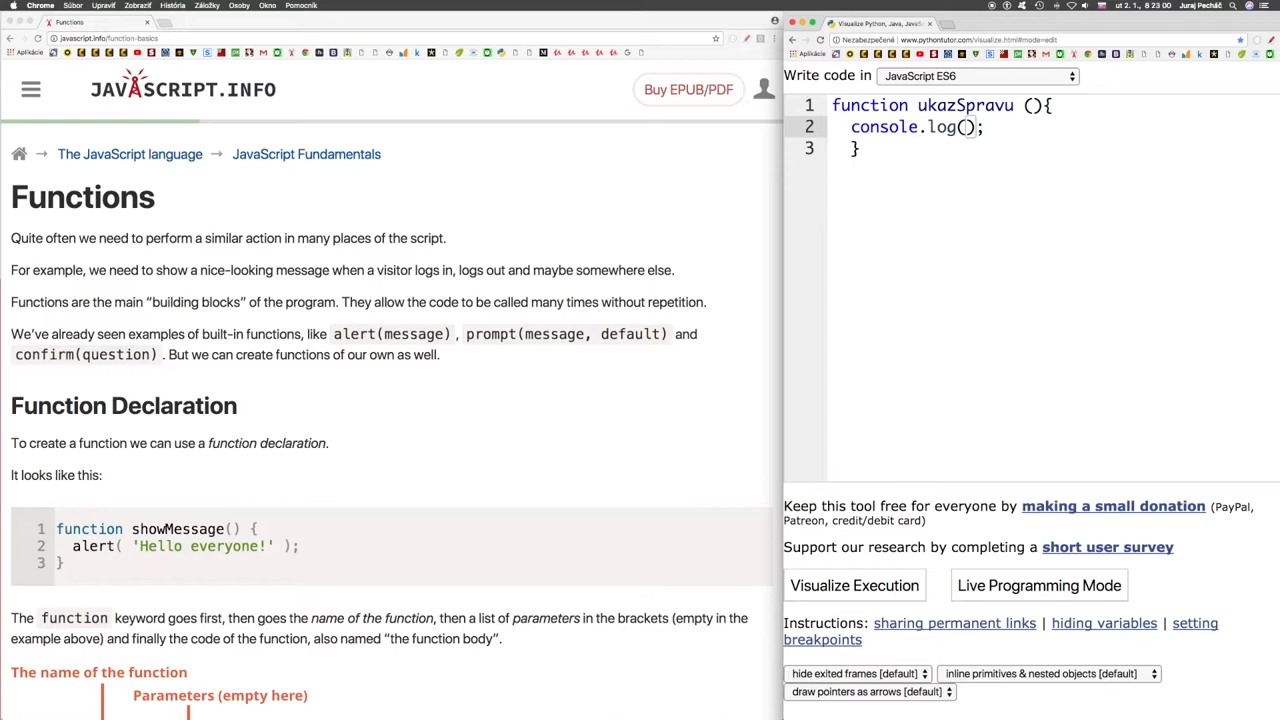 Chrome Súbor Upraviť Zobraziť História Záložky Osoby Okno Pomocník
ut 2. 1., 8 23 00 Juraj Pecháč
Functions
javascript.info/function-basics
Aplikácie
JAVASCRIPT.INFO
Buy EPUB/PDF
→ The JavaScript language → JavaScript Fundamentals
Functions
Quite often we need to perform a similar action in many places of the script.
For example, we need to show a nice-looking message when a visitor logs in, logs out and maybe somewhere else.
Functions are the main “building blocks” of the program. They allow the code to be called many times without repetition.
We’ve already seen examples of built-in functions, like alert(message) , prompt(message, default) and
confirm(question) . But we can create functions of our own as well.
Function Declaration
To create a function we can use a function declaration.
It looks like this:
1 function showMessage() {
2 alert( 'Hello everyone!' );
3 }
The function keyword goes first, then goes the name of the function, then a list of parameters in the brackets (empty in the
example above) and finally the code of the function, also named “the function body”.
The name of the function
Parameters (empty here)
Visualize Python, Java, JavaS
Nezabezpečené www.pythontutor.com/visualize.html#mode=edit
Aplikácie
Write code in JavaScript ES6
1 function ukazSpravu (){
2 console.log();
3 }
Keep this tool free for everyone by making a small donation (PayPal,
Patreon, credit/debit card)
Support our research by completing a short user survey
Visualize Execution Live Programming Mode
Instructions: sharing permanent links | hiding variables | setting
breakpoints
hide exited frames [default] inline primitives & nested objects [default]
draw pointers as arrows [default]